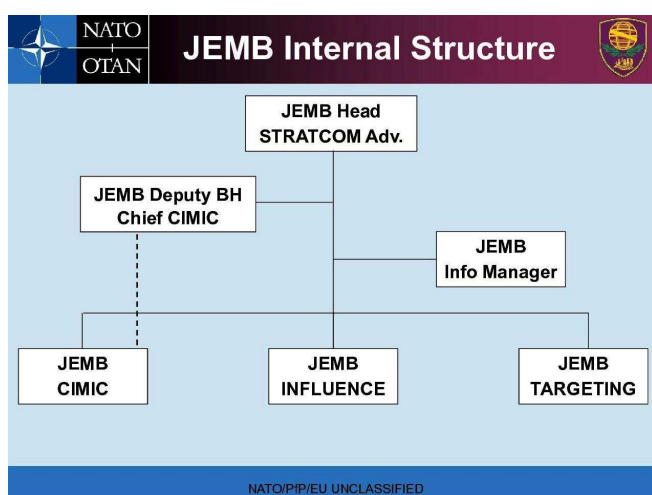 NATO
OTAN
JEMB Internal Structure
JEMB Head
STRATCOM Adv.
JEMB Deputy BH
Chief CIMIC
JEMB
Info Manager
JEMB
CIMIC
JEMB
INFLUENCE
JEMB
TARGETING
NATO/PfP/EU UNCLASSIFIED